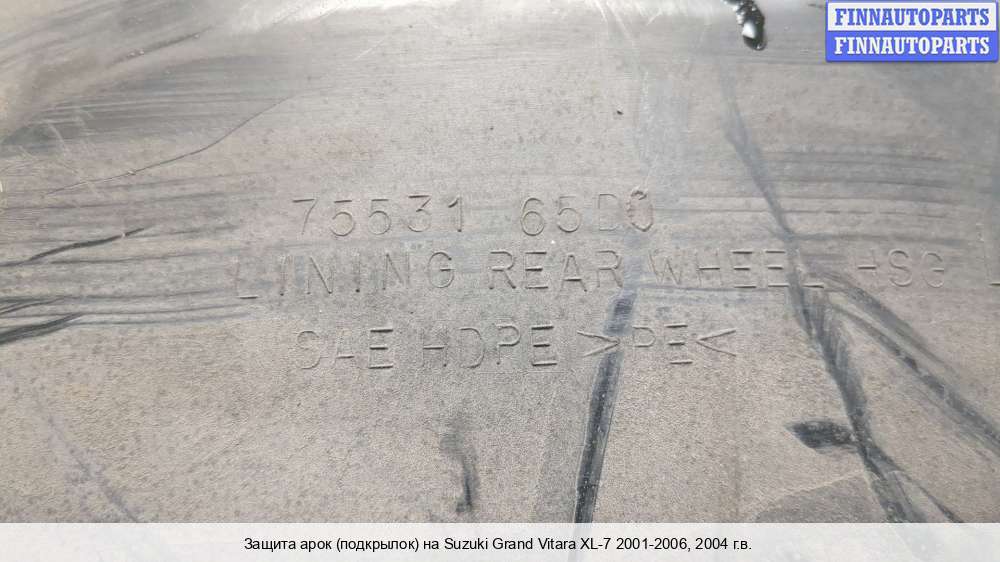 FINNAUTOPARTS
FINNAUTOPARTS
75531 65D0
LINING REAR WHEEL HSG L
SAE HDPE >PE<
Защита арок (подкрылок) на Suzuki Grand Vitara XL-7 2001-2006, 2004 г.в.